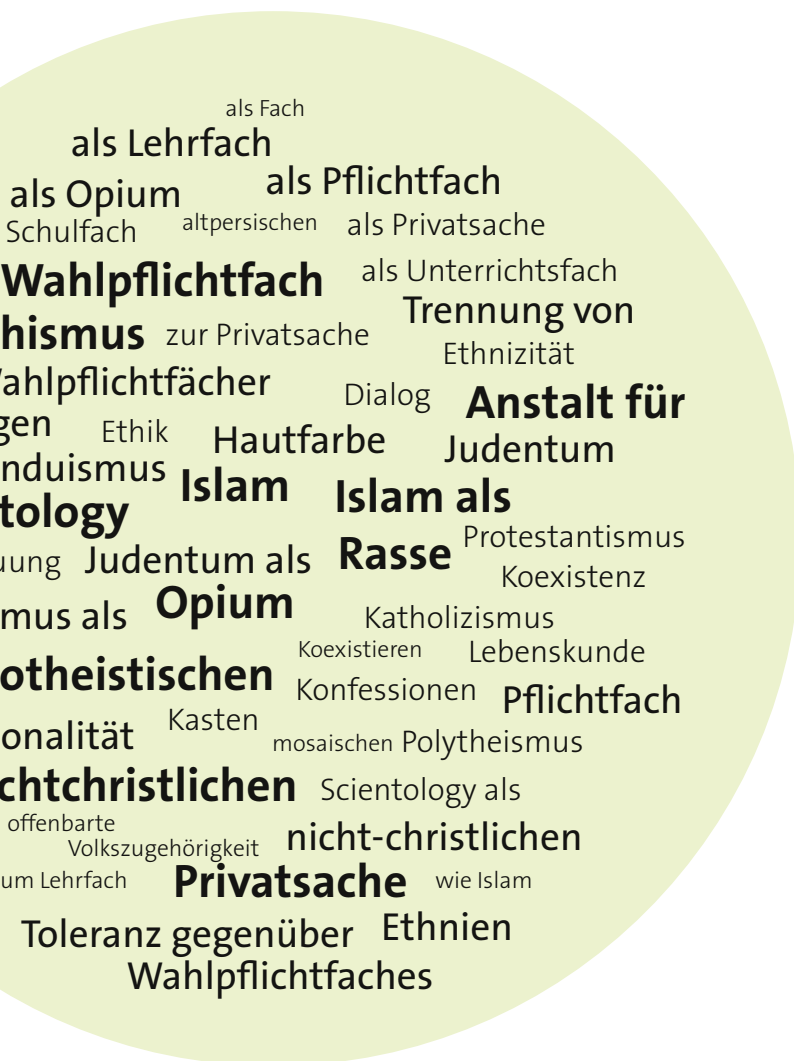 als Fach
als Lehrfach
als Pflichtfach
als Opium
Schulfach altpersischen als Privatsache
Wahlpflichtfach als Unterrichtsfach
Trennung von
hismus zur Privatsache
Ethnizität
ahlpflichtfächer Dialog Anstalt für
gen Ethik Hautfarbe Judentum
nduismus Islam Islam als
tology
Protestantismus
uung Judentum als Rasse
Koexistenz
mus als Opium Katholizismus
Koexistieren Lebenskunde
otheistischen Konfessionen Pflichtfach
onalität Kasten mosaischen Polytheismus
chtchristlichen Scientology als
offenbarte
Volkszugehörigkeit nicht-christlichen
um Lehrfach Privatsache wie Islam
Toleranz gegenüber Ethnien
Wahlpflichtfaches